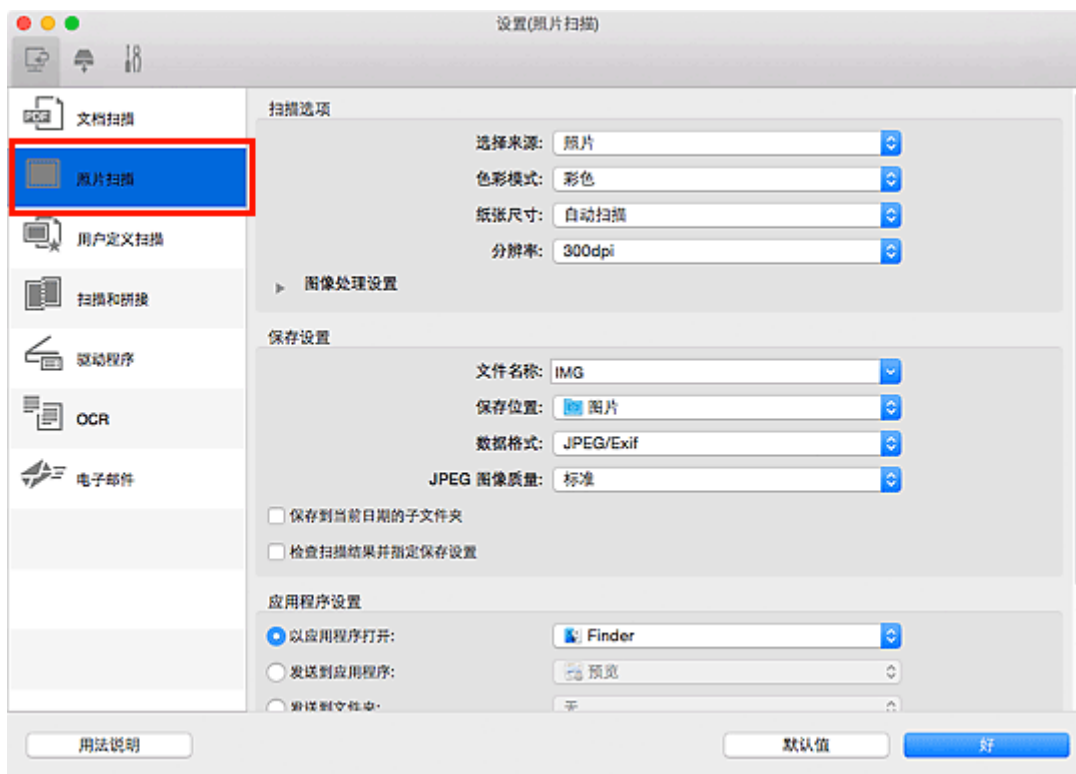 设置(照片扫描)
PDF
文档扫描
照片扫描
用户定义扫描
扫描和拼接
驱动程序
OCR
电子邮件
扫描选项
选择来源: 照片
色彩模式: 彩色
纸张尺寸: 自动扫描
分辨率: 300dpi
图像处理设置
保存设置
文件名称: IMG
保存位置: 图片
数据格式: JPEG/Exif
JPEG 图像质量: 标准
保存到当前日期的子文件夹
检查扫描结果并指定保存设置
应用程序设置
以应用程序打开: Finder
发送到应用程序: 预览
发送到文件夹: 无
用法说明
默认值
好